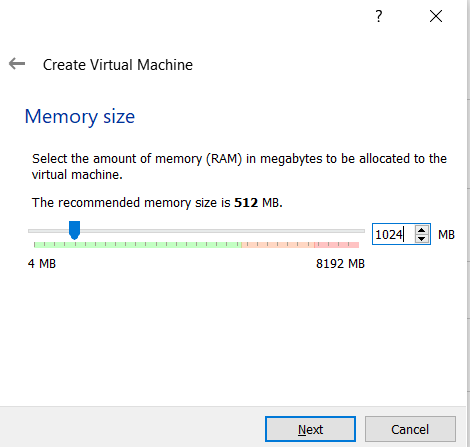 ?
Create Virtual Machine
Memory size
Select the amount of memory (RAM) in megabytes to be allocated to the
virtual machine.
The recommended memory size is 512 MB.
1024 MB
4 MB 8192 MB
Next Cancel